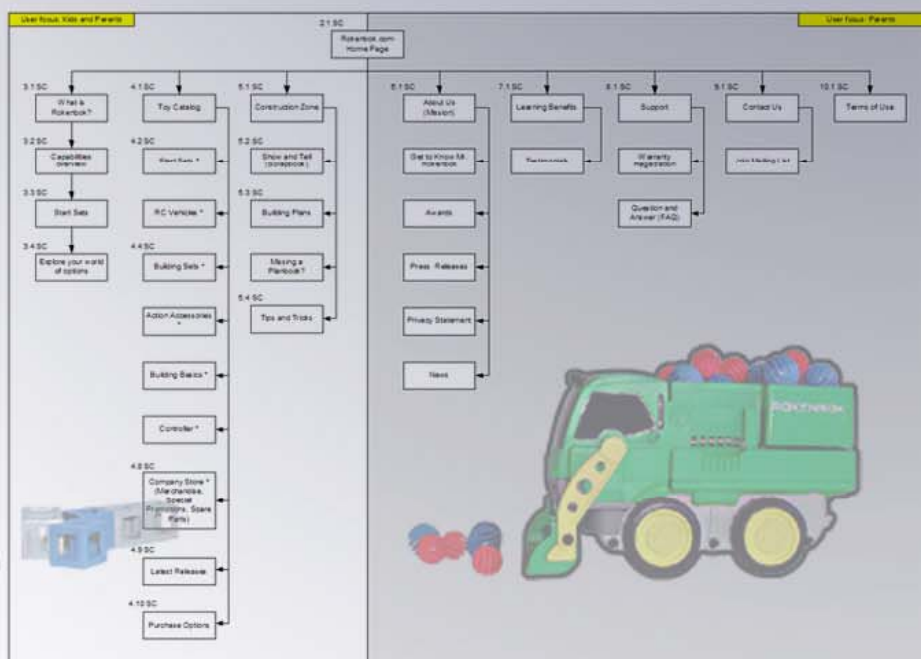 User focus: Kids and Parents
User focus: Parents
2.1 SC
Rokenbok.com
Home Page
3.1 SC
4.1 SC
5.1 SC
6.1 SC
7.1 SC
8.1 SC
9.1 SC
10.1 SC
What is
Rokenbok?
Toy Catalog
Construction Zone
About Us
(Mission)
Learning Benefits
Support
Contact Us
Terms of Use
3.2 SC
4.2 SC
5.2 SC
Capabilities
overview
Start Sets *
Show and Tell
(scrapbook)
Get to Know Mr.
Rokenbok
Testimonials
Warranty
Registration
Join Mailing List
3.3 SC
5.3 SC
Start Sets
RC Vehicles *
Building Plans
Awards
Question and
Answer (FAQ)
3.4 SC
4.4 SC
Explore your world
of options
Building Sets *
Missing a
Planbook?
Press Releases
5.4 SC
Action Accessories
*
Tips and Tricks
Privacy Statement
Building Basics *
News
Controller *
4.8 SC
Company Store *
(Merchandise,
Special
Promotions, Spare
Parts)
4.9 SC
Latest Releases
4.10 SC
Purchase Options
ROKENBOK